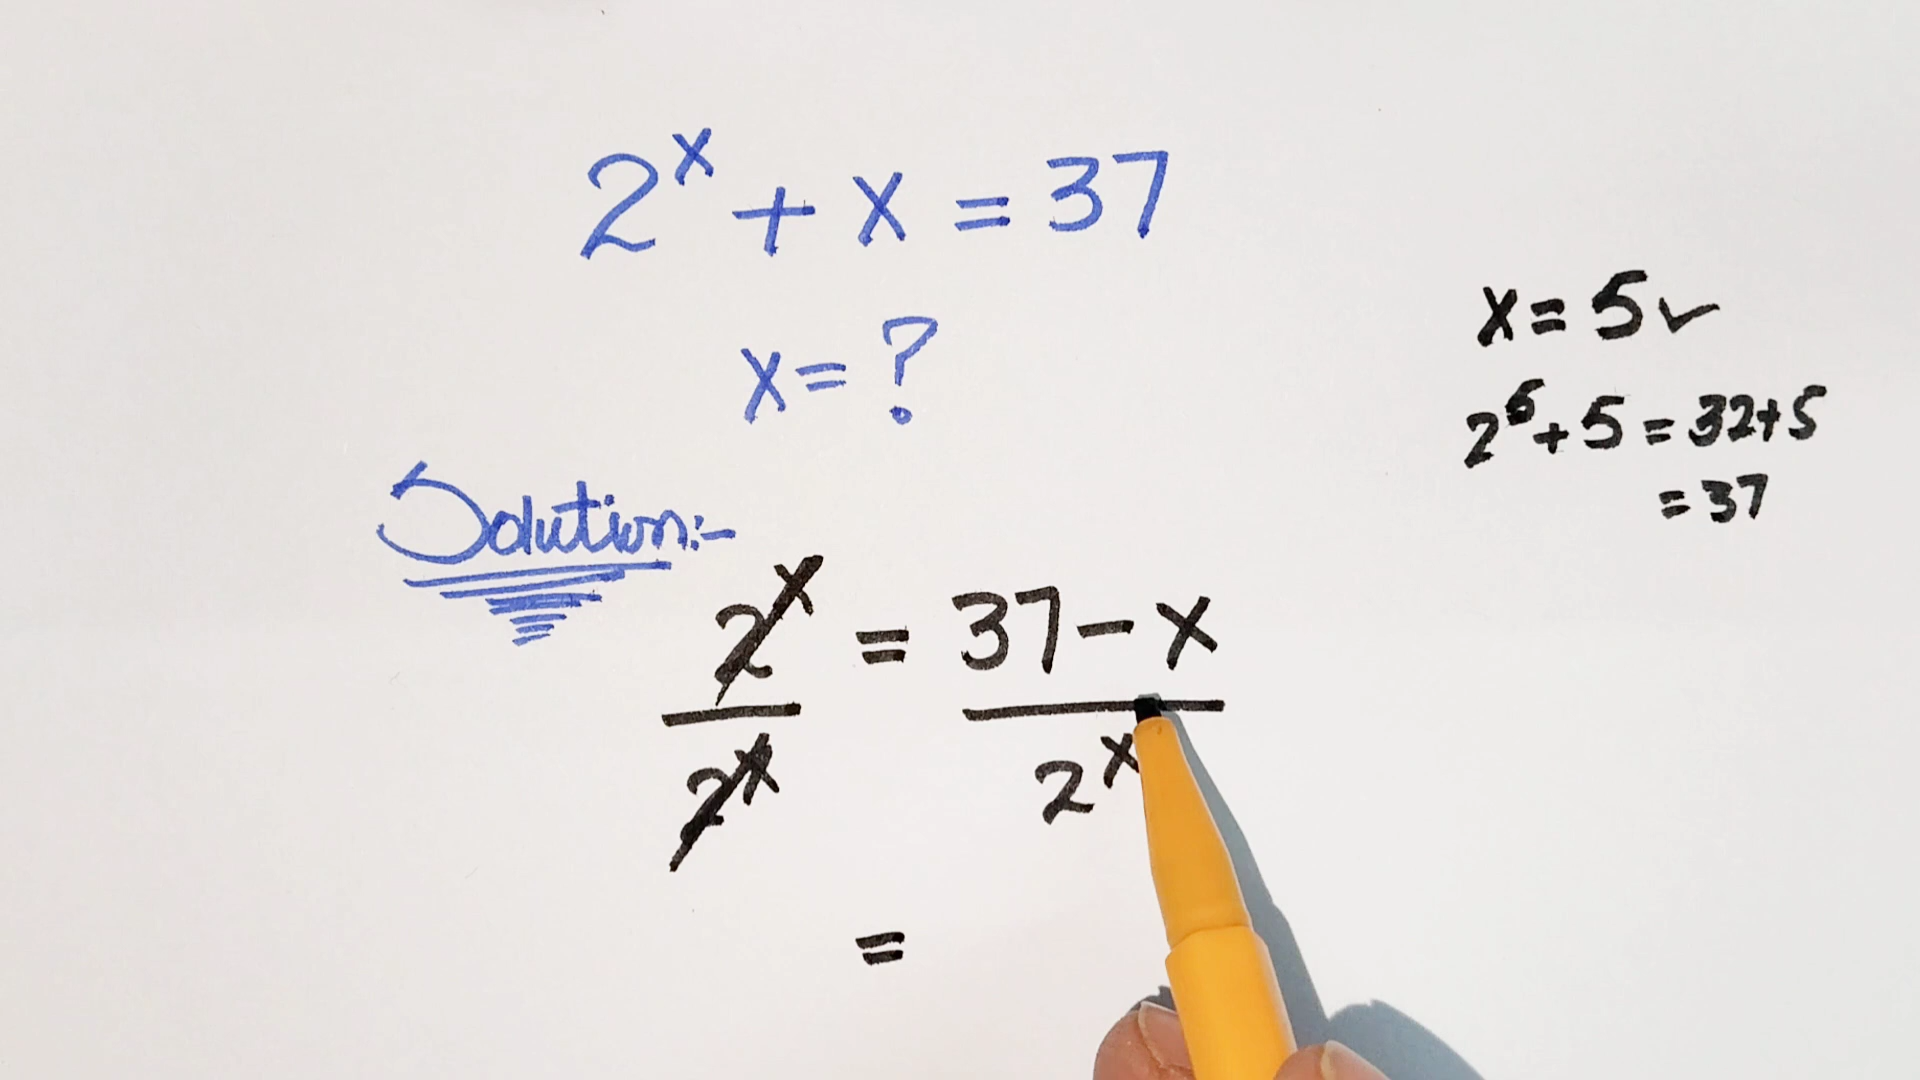 2^x + x = 37
x = ?
Solution:-
2^x = 37 - x
2^x 2^x
=
x = 5 ✓
2^5 + 5 = 32+5
= 37